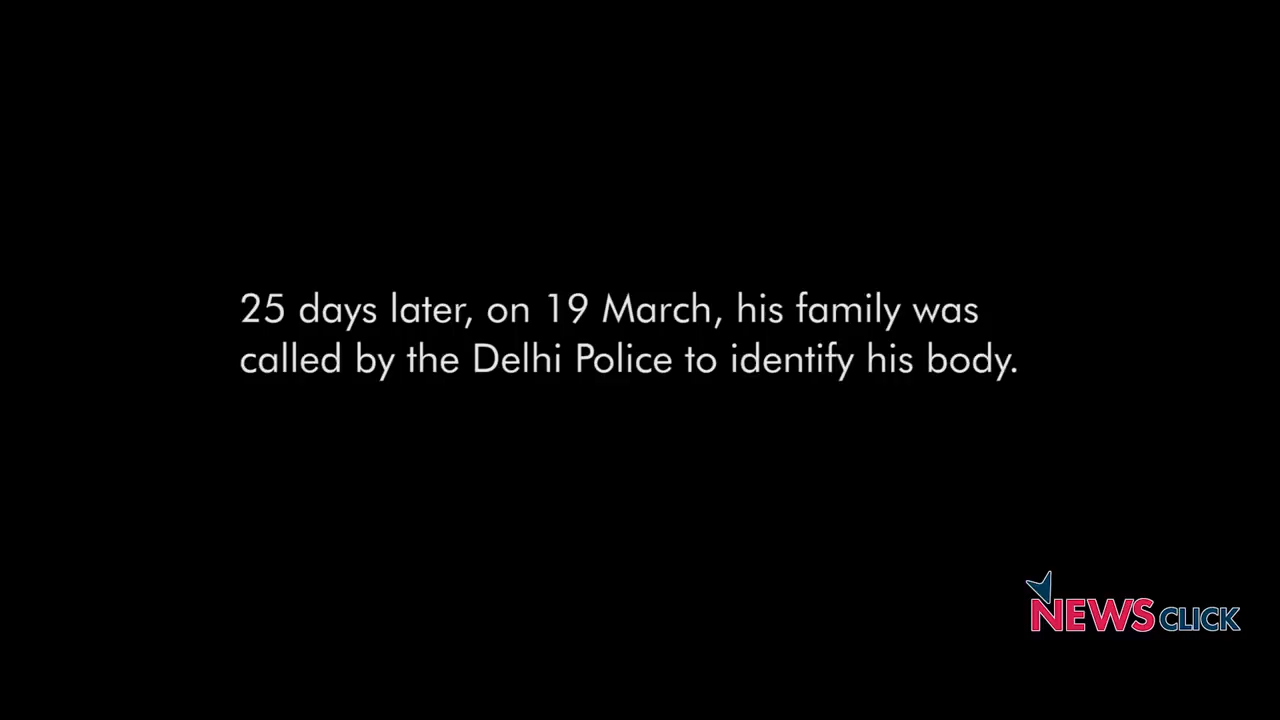 25 days later, on 19 March, his family was
called by the Delhi Police to identify his body.
NEWSCLICK